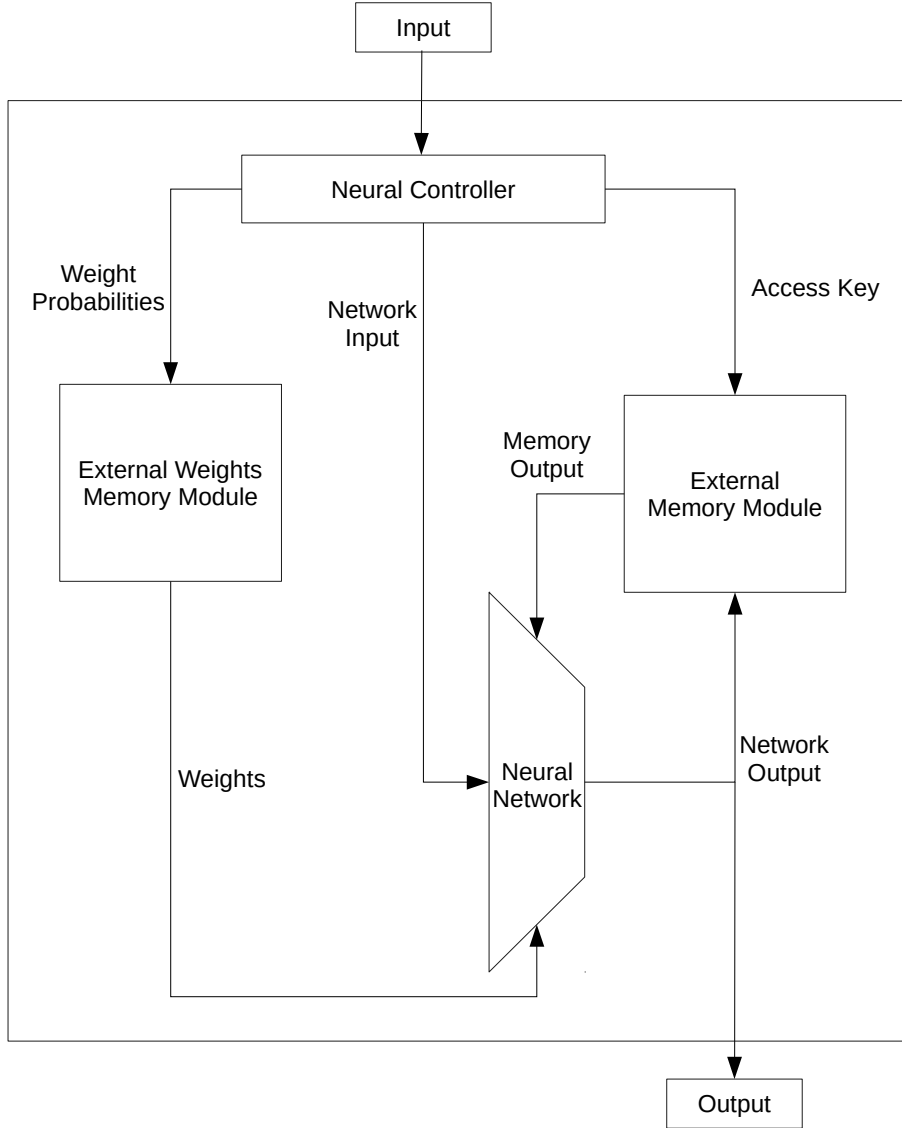 Input
Neural Controller
Weight
Probabilities
Network
Input
Access Key
External Weights
Memory Module
Memory
Output
External
Memory Module
Weights
Neural
Network
Network
Output
Output